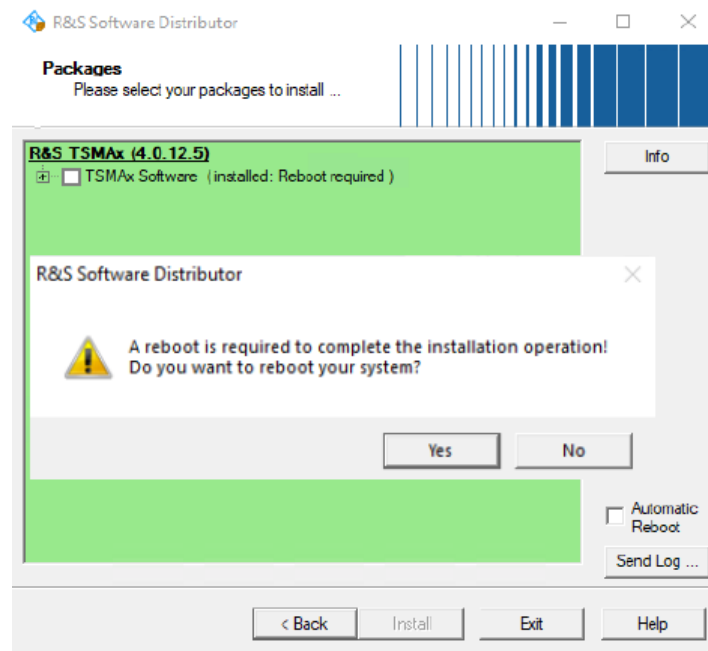 R&S Software Distributor
Packages
Please select your packages to install ...
R&S TSMAx (4.0.12.5)
Info
TSMAx Software (installed: Reboot required )
R&S Software Distributor
A reboot is required to complete the installation operation!
Do you want to reboot your system?
Yes
No
Automatic
Reboot
Send Log ...
< Back
Install
Exit
Help